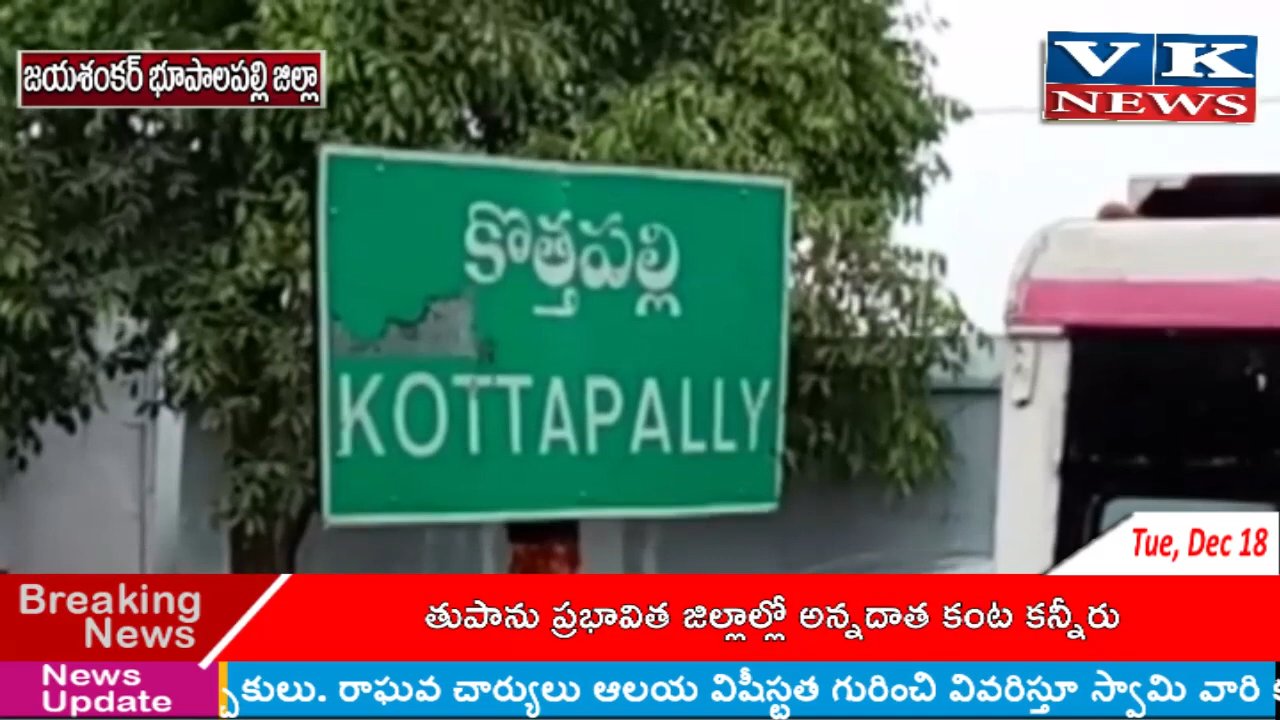 జయశంకర్ భూపాలపల్లి జిల్లా
VK
NEWS
కొత్తపల్లి
KOTTAPALLY
Tue, Dec 18
Breaking
News
తుపాను ప్రభావిత జిల్లాల్లో అన్నదాత కంట కన్నీరు
News
Update
రాఘవ చార్యులు ఆలయ విషీస్టత గురించి వివరిస్తూ స్వామి వారి